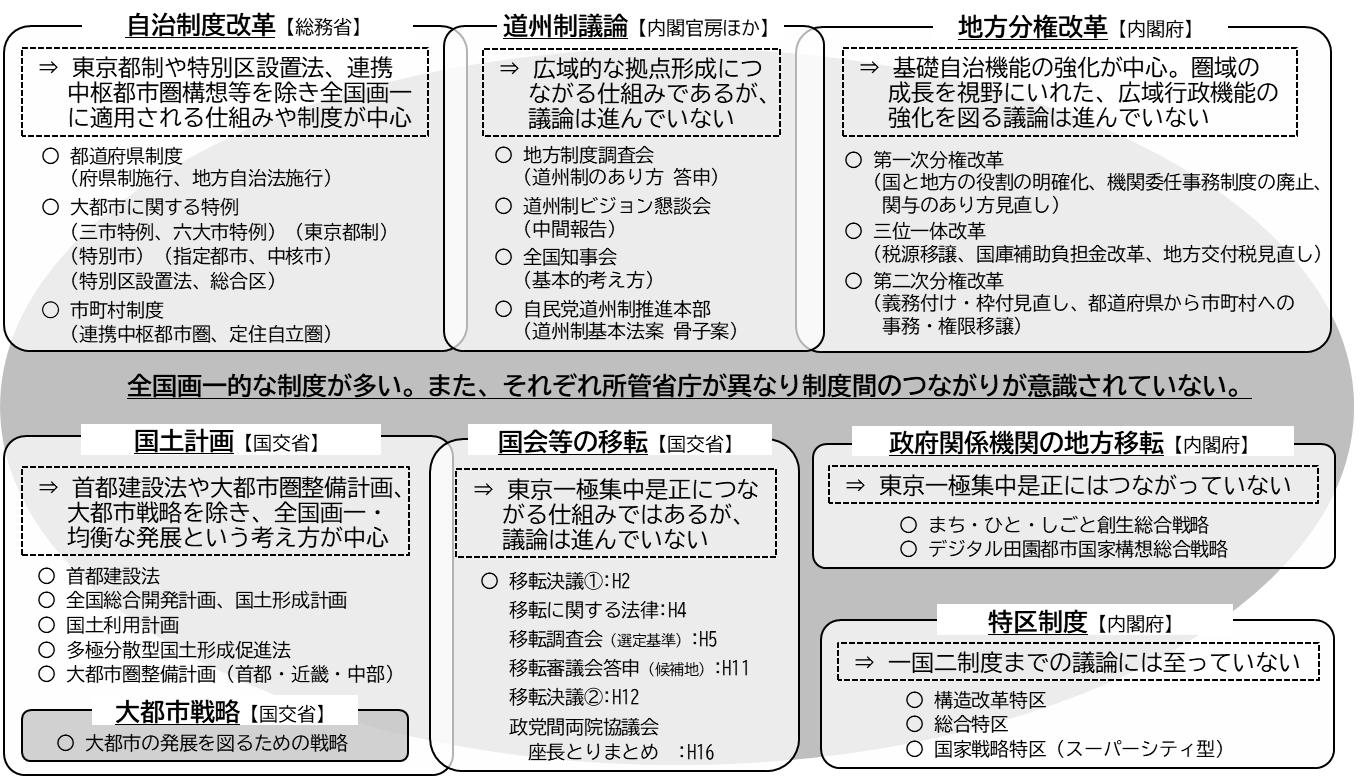 自治制度改革【総務省】
⇒ 東京都制や特別区設置法、連携
中枢都市圏構想等を除き全国画一
に適用される仕組みや制度が中心
○ 都道府県制度
（府県制施行、地方自治法施行）
○ 大都市に関する特例
（三市特例、六大市特例）（東京都制）
（特別市）（指定都市、中核市）
（特別区設置法、総合区）
○ 市町村制度
（連携中枢都市圏、定住自立圏）
道州制議論【内閣官房ほか】
⇒ 広域的な拠点形成につ
ながる仕組みであるが、
議論は進んでいない
○ 地方制度調査会
（道州制のあり方 答申）
○ 道州制ビジョン懇談会
（中間報告）
○ 全国知事会
（基本的考え方）
○ 自民党道州制推進本部
（道州制基本法案 骨子案）
地方分権改革【内閣府】
⇒ 基礎自治機能の強化が中心。圏域の
成長を視野にいれた、広域行政機能の
強化を図る議論は進んでいない
○ 第一次分権改革
（国と地方の役割の明確化、機関委任事務制度の廃止、
関与のあり方見直し）
○ 三位一体改革
（税源移譲、国庫補助負担金改革、地方交付税見直し）
○ 第二次分権改革
（義務付け・枠付見直し、都道府県から市町村への
事務・権限移譲）
全国画一的な制度が多い。また、それぞれ所管省庁が異なり制度間のつながりが意識されていない。
国土計画【国交省】
⇒ 首都建設法や大都市圏整備計画、
大都市戦略を除き、全国画一・
均衡な発展という考え方が中心
○ 首都建設法
○ 全国総合開発計画、国土形成計画
○ 国土利用計画
○ 多極分散型国土形成促進法
○ 大都市圏整備計画（首都・近畿・中部）
大都市戦略【国交省】
○ 大都市の発展を図るための戦略
国会等の移転【国交省】
⇒ 東京一極集中是正につな
がる仕組みではあるが、
議論は進んでいない
○ 移転決議①：H2
移転に関する法律：H4
移転調査会（選定基準）：H5
移転審議会答申（候補地）：H11
移転決議②：H12
政党間両院協議会
座長とりまとめ ：H16
政府関係機関の地方移転【内閣府】
⇒ 東京一極集中是正にはつながっていない
○ まち・ひと・しごと創生総合戦略
○ デジタル田園都市国家構想総合戦略
特区制度【内閣府】
⇒ 一国二制度までの議論には至っていない
○ 構造改革特区
○ 総合特区
○ 国家戦略特区（スーパーシティ型）